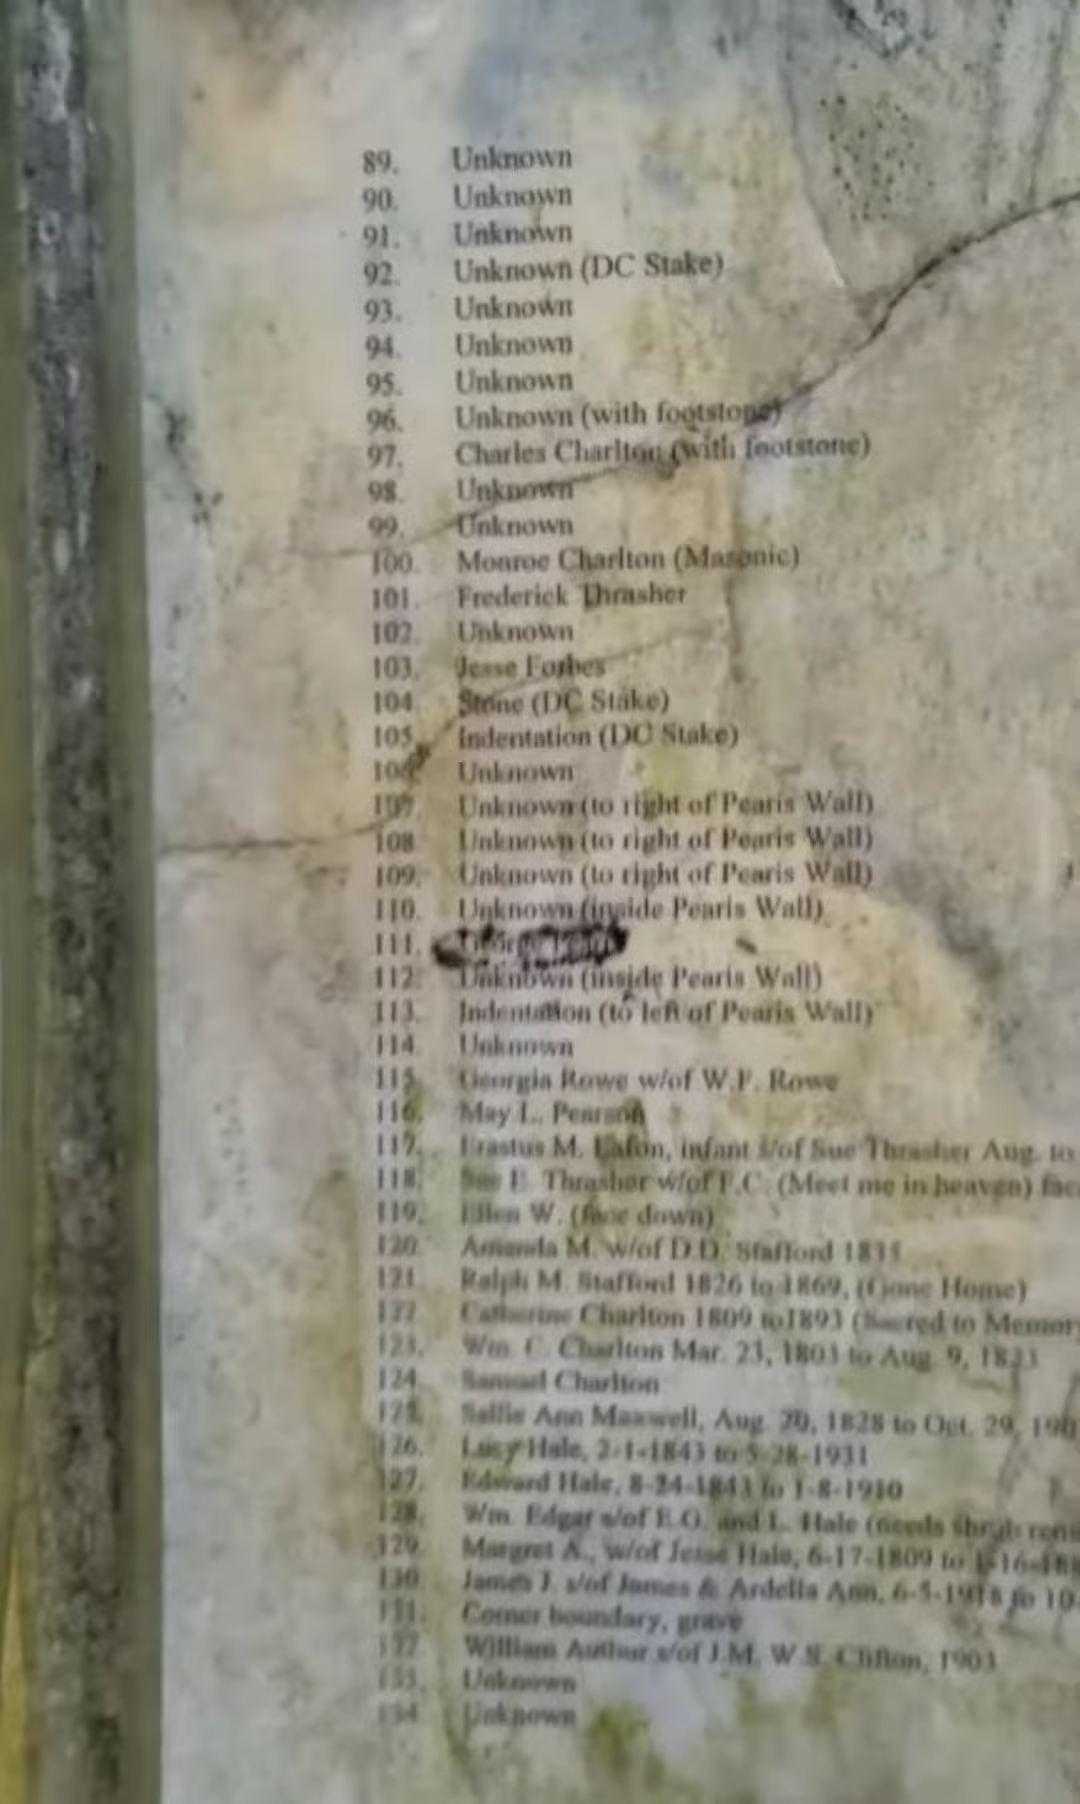 89. Unknown
90. Unknown
91. Unknown
92. Unknown (DC Stake)
93. Unknown
94. Unknown
95. Unknown
96. Unknown (with footstone)
97. Charles Charlton (with footstone)
98. Unknown
99. Unknown
100. Monroe Charlton (Masonic)
101. Frederick Thrasher
102. Unknown
103. Jesse Forbes
104. Stone (DC Stake)
105. Indentation (DC Stake)
106. Unknown
107. Unknown (to right of Pearis Wall)
108. Unknown (to right of Pearis Wall)
109. Unknown (to right of Pearis Wall)
110. Unknown (inside Pearis Wall)
111. George
112. Unknown (inside Pearis Wall)
113. Indentation (to left of Pearis Wall)
114. Unknown
115. Georgia Rowe w/of W.F. Rowe
116. May L. Pearson
117. Erastus M. Lafon, infant s/of Sue Thrasher Aug. to
118. Sue E. Thrasher w/of F.C. (Meet me in heaven)
119. Ellen W. (face down)
120. Amanda M. w/of D.D. Stafford
121. Ralph M. Stafford 1826 to 1869, (Gone Home)
122. Catherine Charlton 1809 to 1893 (Sacred to
123. Wm. C. Charlton Mar. 23, 1803 to Aug. 9,
124. Samuel Charlton
125. Sallie Ann Maxwell, Aug. 20, 1828 to Oct. 29,
126. Lucy Hale, 2-1-1843 to 5-28-1931
127. Edward Hale, 8-24-1843 to 1-8-1910
128. Wm. Edgar s/of E.G. and L. Hale (needs shrub
129. Margret A., w/of Jesse Hale, 6-17-1809 to
130. James J. s/of James & Ardella Ann, to
131. Corner boundary, grave
132. William Authur s/of J.M. W.S. Clifton, 1903
133. Unknown
134. Unknown